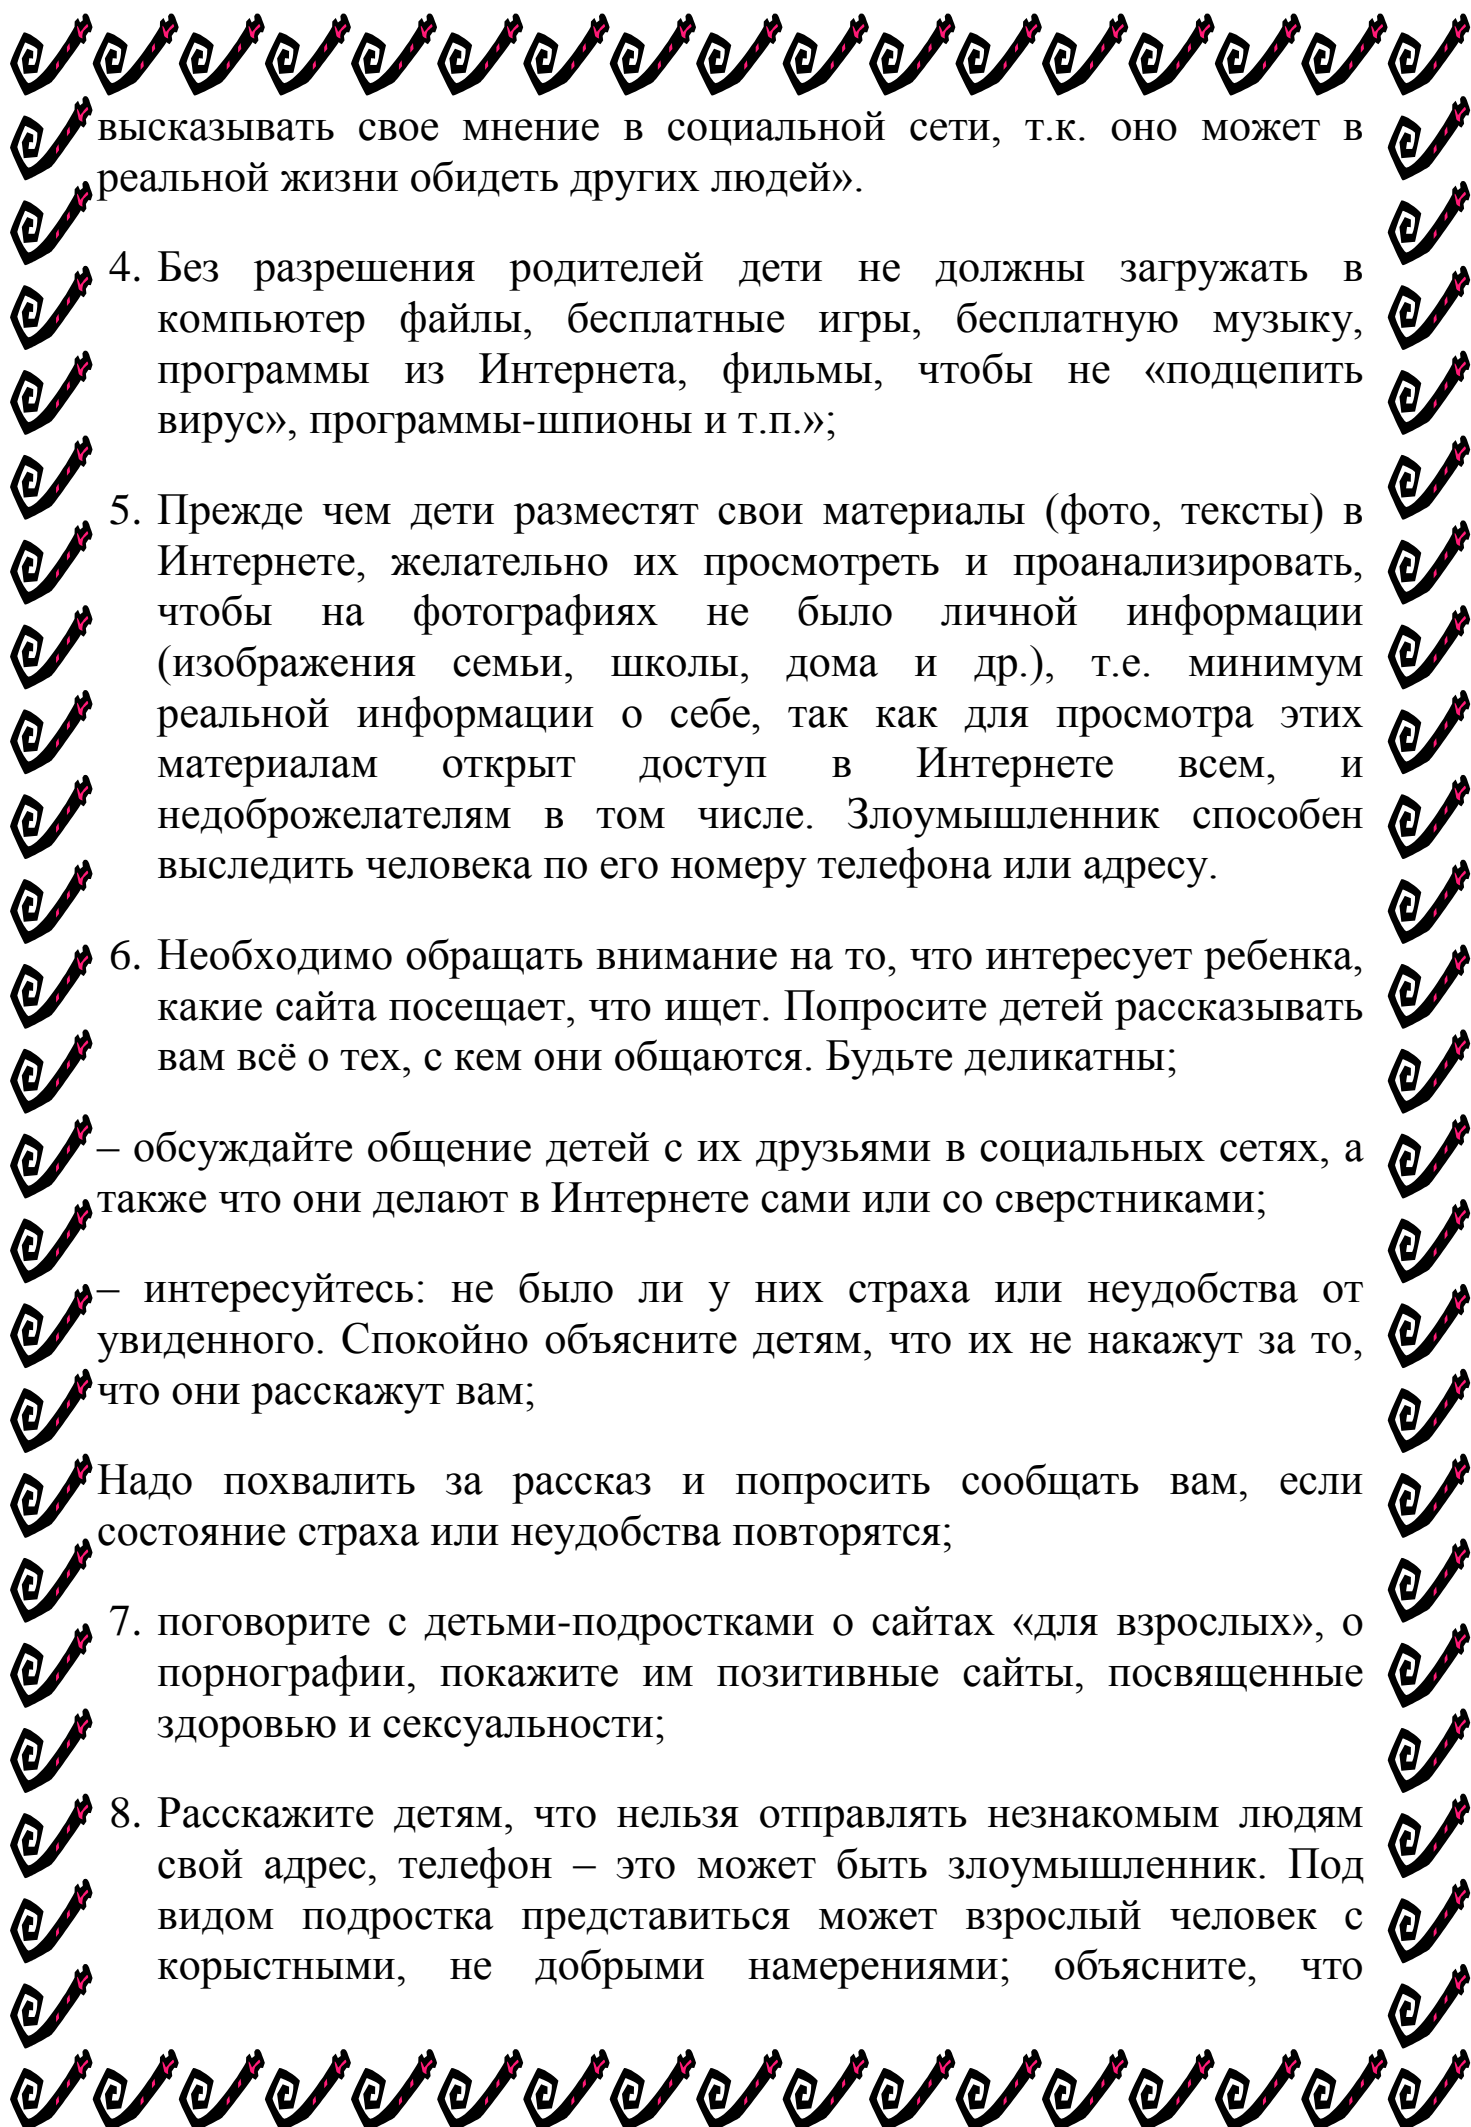 высказывать свое мнение в социальной сети, т.к. оно может в
реальной жизни обидеть других людей».
4. Без разрешения родителей дети не должны загружать в
компьютер файлы, бесплатные игры, бесплатную музыку,
программы из Интернета, фильмы, чтобы не «подцепить
вирус», программы-шпионы и т.п.»;
5. Прежде чем дети разместят свои материалы (фото, тексты) в
Интернете, желательно их просмотреть и проанализировать,
чтобы на фотографиях не было личной информации
(изображения семьи, школы, дома и др.), т.е. минимум
реальной информации о себе, так как для просмотра этих
материалам открыт доступ в Интернете всем, и
недоброжелателям в том числе. Злоумышленник способен
выследить человека по его номеру телефона или адресу.
6. Необходимо обращать внимание на то, что интересует ребенка,
какие сайта посещает, что ищет. Попросите детей рассказывать
вам всё о тех, с кем они общаются. Будьте деликатны;
– обсуждайте общение детей с их друзьями в социальных сетях, а
также что они делают в Интернете сами или со сверстниками;
– интересуйтесь: не было ли у них страха или неудобства от
увиденного. Спокойно объясните детям, что их не накажут за то,
что они расскажут вам;
Надо похвалить за рассказ и попросить сообщать вам, если
состояние страха или неудобства повторятся;
7. поговорите с детьми-подростками о сайтах «для взрослых», о
порнографии, покажите им позитивные сайты, посвященные
здоровью и сексуальности;
8. Расскажите детям, что нельзя отправлять незнакомым людям
свой адрес, телефон – это может быть злоумышленник. Под
видом подростка представиться может взрослый человек с
корыстными, не добрыми намерениями; объясните, что